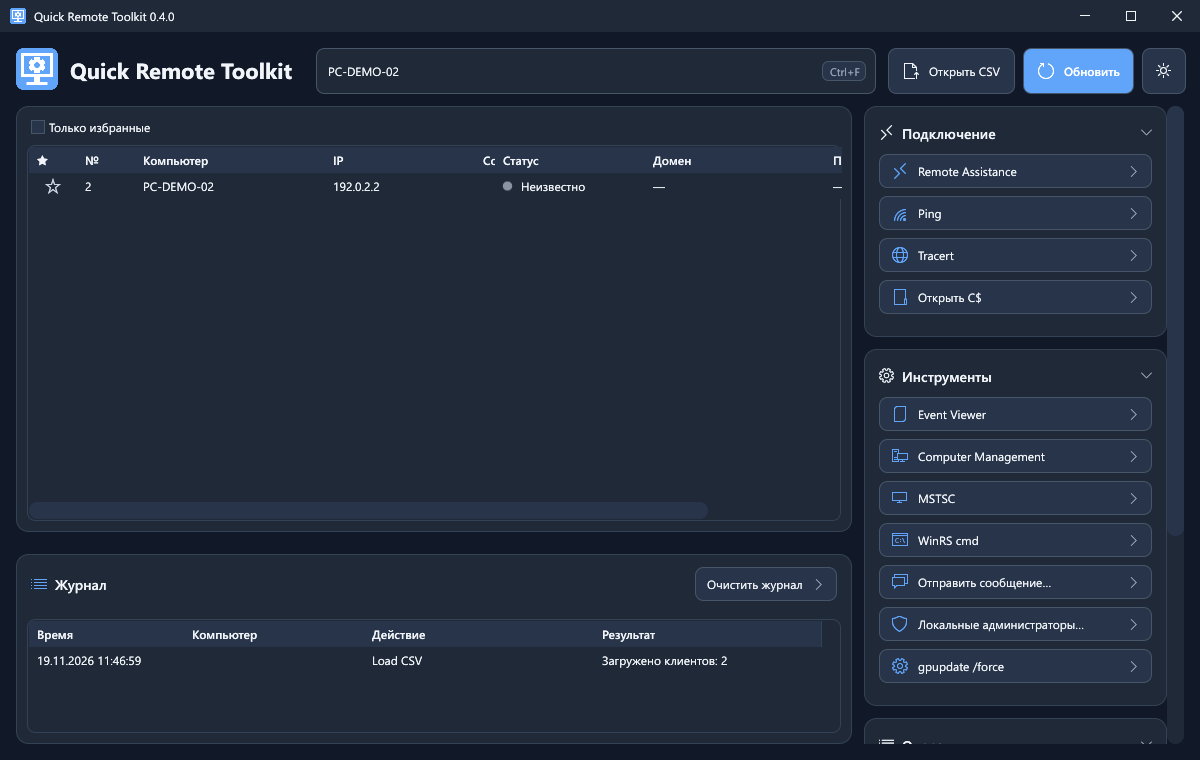 Quick Remote Toolkit 0.4.0
Quick Remote Toolkit
PC-DEMO-02
Ctrl+F
Открыть CSV
Обновить
Только избранные
№ Компьютер IP Сс Статус Домен П
2 PC-DEMO-02 192.0.2.2 Неизвестно — —
Журнал
Очистить журнал
Время Компьютер Действие Результат
19.11.2026 11:46:59 Load CSV Загружено клиентов: 2
Подключение
Remote Assistance
Ping
Tracert
Открыть C$
Инструменты
Event Viewer
Computer Management
MSTSC
WinRS cmd
Отправить сообщение...
Локальные администраторы...
gpupdate /force